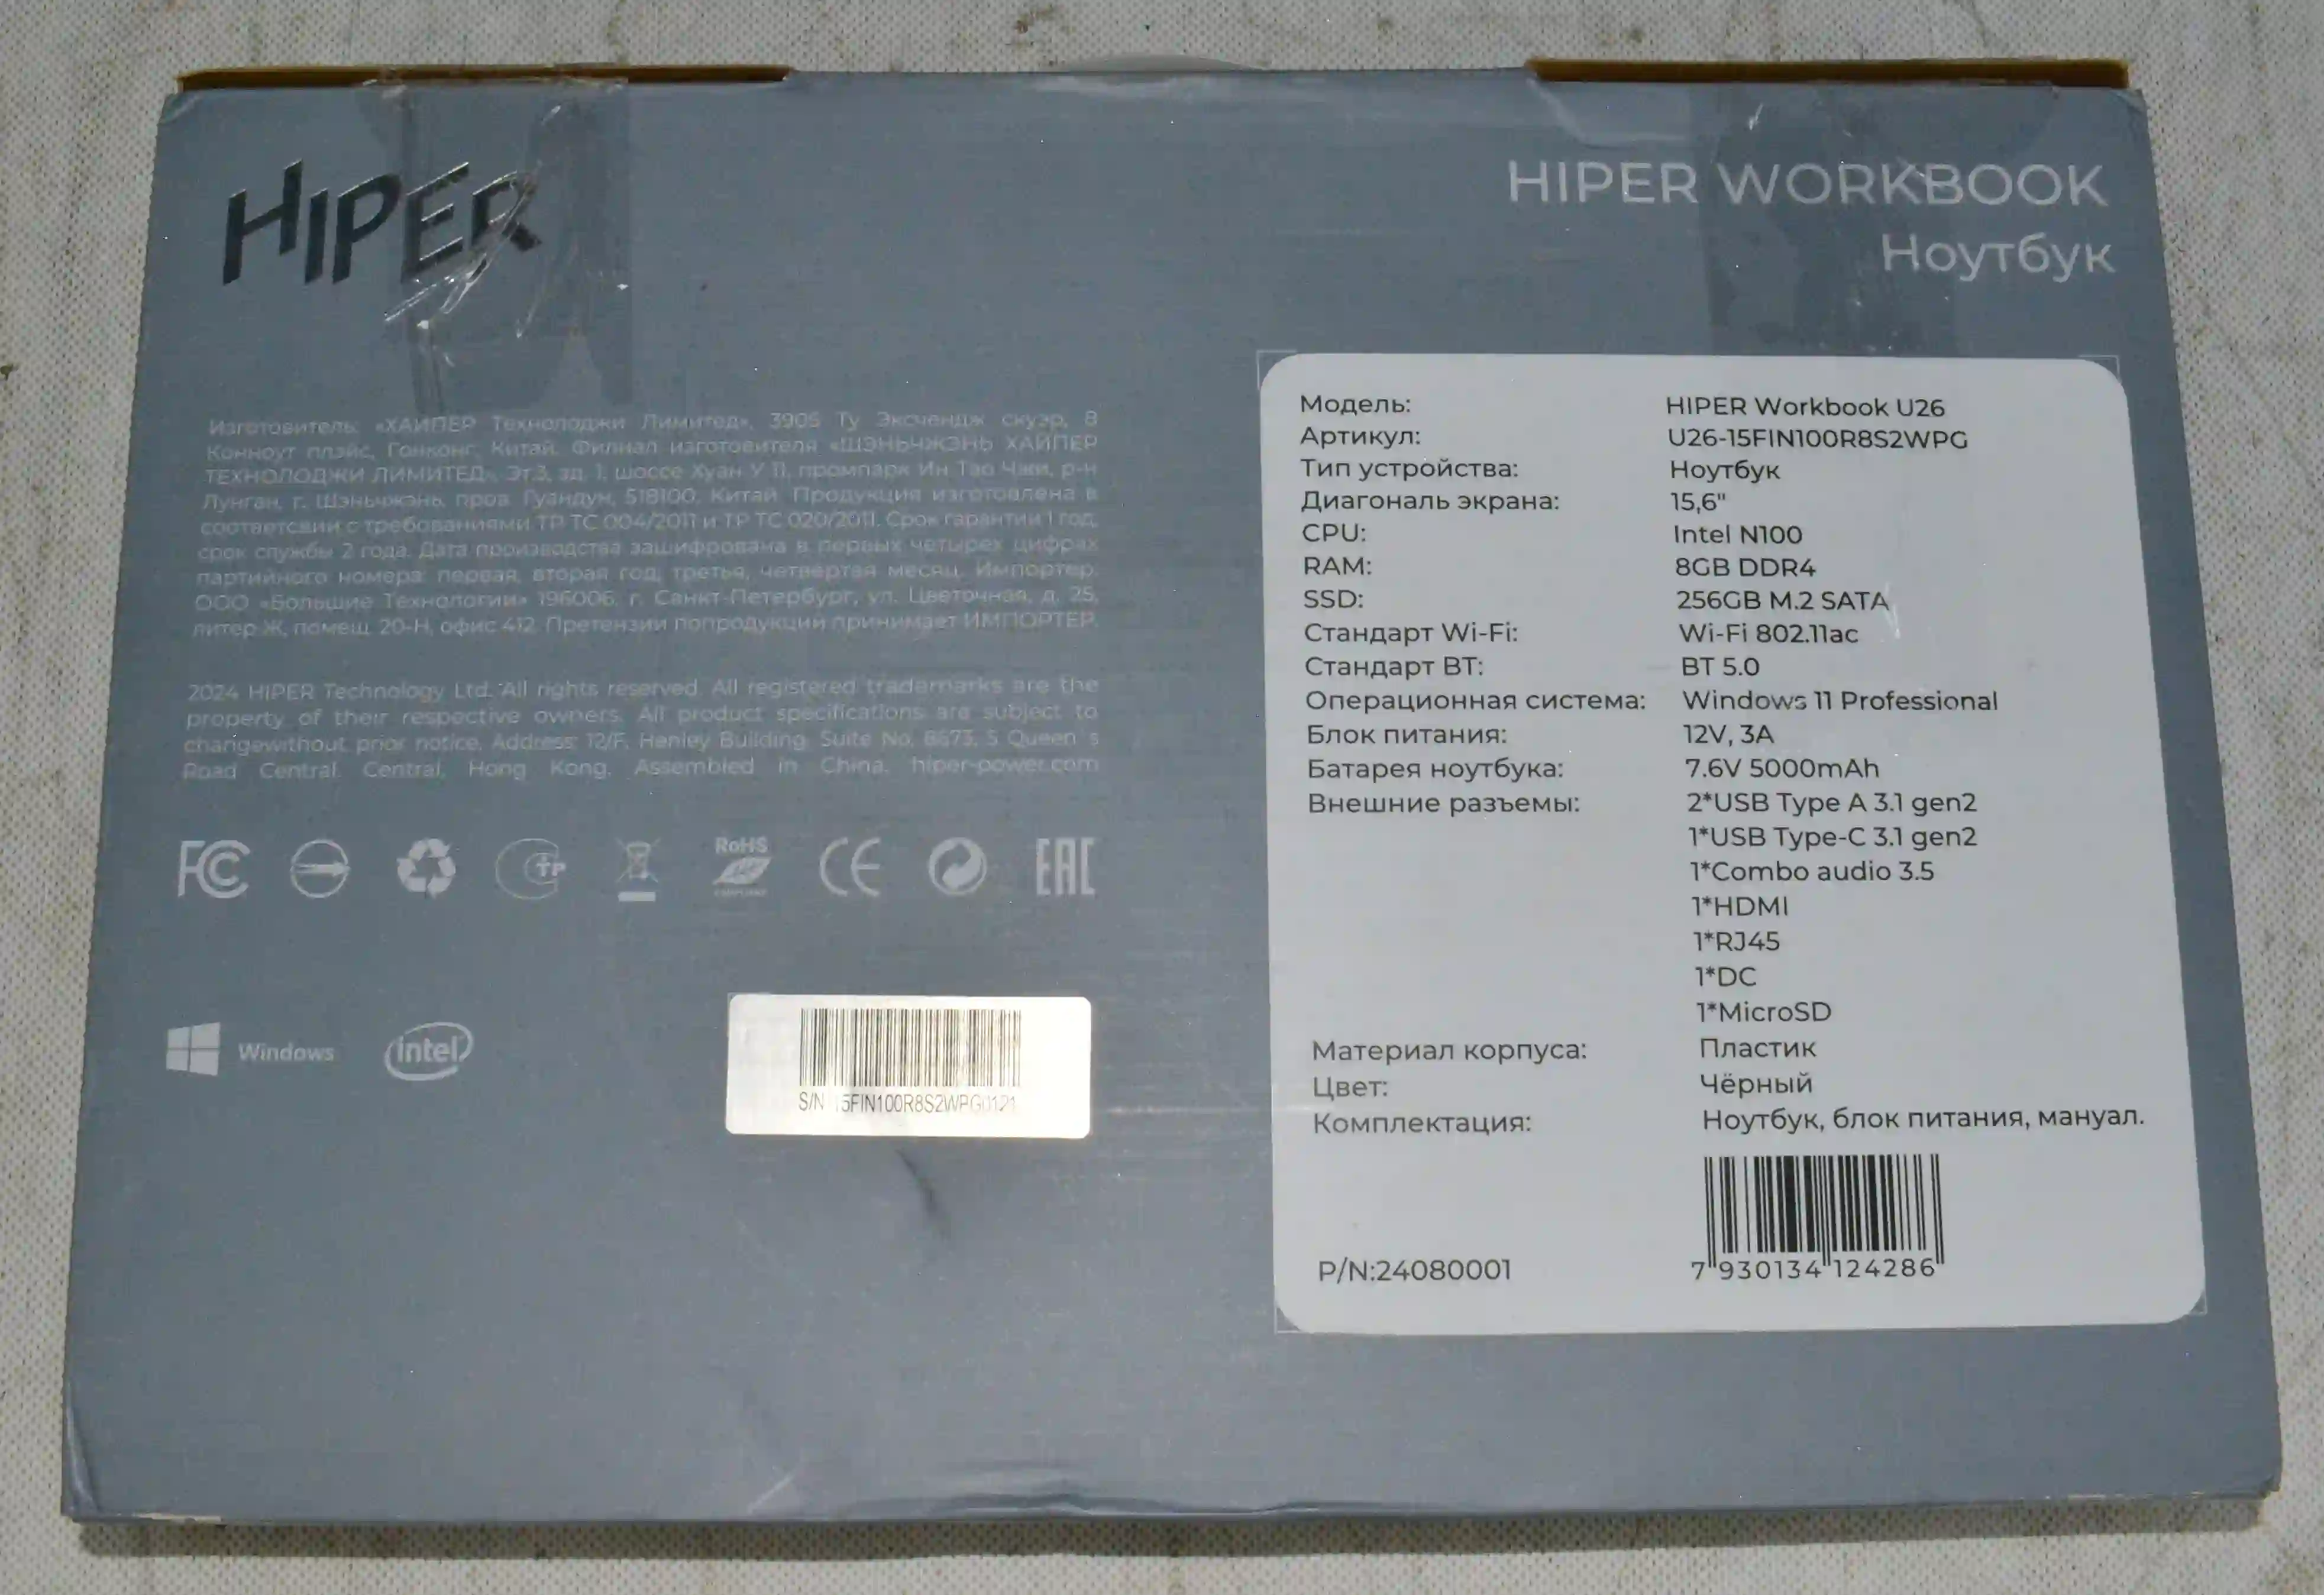 HIPER
HIPER WORKBOOK
Ноутбук
Изготовитель: «ХАЙПЕР Технолоджи Лимитед», 3905 Ту Эксчендж скуэр, 8
Конноут плэйс, Гонконг, Китай. Филиал изготовителя «ШЭНЬЧЖЭНЬ ХАЙПЕР
ТЕХНОЛОДЖИ ЛИМИТЕД», Эт.3, зд. 1, шоссе Хуан У 11, промпарк Ин Тао Чжи, р-н
Лунган, г. Шэньчжэнь, пров. Гуандун, 518100, Китай. Продукция изготовлена в
соответсвии с требованиями ТР ТС 004/2011 и ТР ТС 020/2011. Срок гарантии 1 год,
срок службы 2 года. Дата производства зашифрована в первых четырех цифрах
партийного номера: первая, вторая год, третья, четвертая месяц. Импортер:
ООО «Большие Технологии» 196006, г. Санкт-Петербург, ул. Цветочная, д. 25,
литер Ж, помещ. 20-Н, офис 412. Претензии попродукции принимает ИМПОРТЕР.
2024 HIPER Technology Ltd. All rights reserved. All registered trademarks are the
property of their respective owners. All product specifications are subject to
changewithout prior notice. Address: 12/F, Henley Building, Suite No. 8673, 5 Queen's
Road Central, Central, Hong Kong. Assembled in China. hiper-power.com
FC TP RoHS CE EAC
Windows intel
S/N 15FIN100R8S2WPG0121
Модель: HIPER Workbook U26
Артикул: U26-15FIN100R8S2WPG
Тип устройства: Ноутбук
Диагональ экрана: 15,6"
CPU: Intel N100
RAM: 8GB DDR4
SSD: 256GB M.2 SATA
Стандарт Wi-Fi: Wi-Fi 802.11ac
Стандарт BT: BT 5.0
Операционная система: Windows 11 Professional
Блок питания: 12V, 3A
Батарея ноутбука: 7.6V 5000mAh
Внешние разъемы: 2*USB Type A 3.1 gen2
1*USB Type-C 3.1 gen2
1*Combo audio 3.5
1*HDMI
1*RJ45
1*DC
1*MicroSD
Материал корпуса: Пластик
Цвет: Чёрный
Комплектация: Ноутбук, блок питания, мануал.
P/N:24080001
7 930134 124286